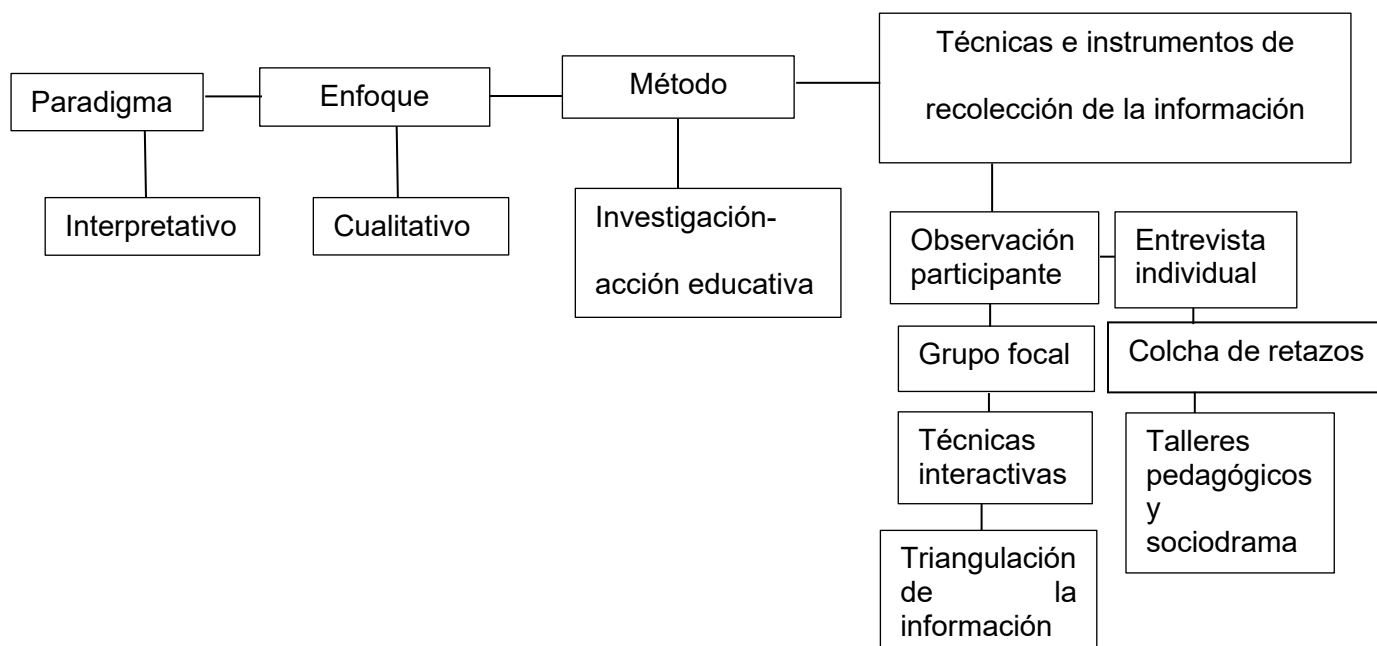 Paradigma
Enfoque
Método
Técnicas e instrumentos de
recolección de la información
Interpretativo
Cualitativo
Investigación-
acción educativa
Observación
participante
Entrevista
individual
Grupo focal
Colcha de retazos
Técnicas
interactivas
Talleres
pedagógicos
y
sociodrama
Triangulación
de la
información